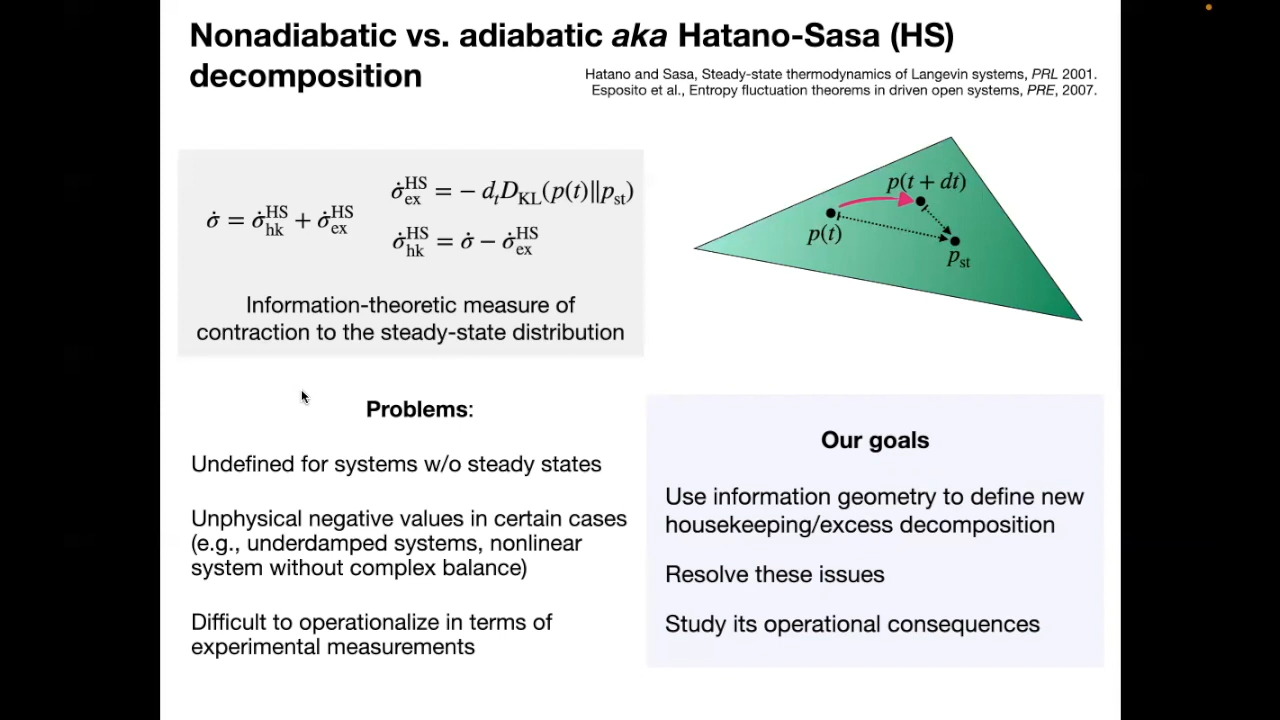 Nonadiabatic vs. adiabatic aka Hatano-Sasa (HS)
decomposition
Hatano and Sasa, Steady-state thermodynamics of Langevin systems, PRL 2001.
Esposito et al., Entropy fluctuation theorems in driven open systems, PRE, 2007.
σ̇ = σ̇_hk^HS + σ̇_ex^HS
σ̇_ex^HS = − d_t D_KL(p(t)‖p_st)
σ̇_hk^HS = σ̇ − σ̇_ex^HS
Information-theoretic measure of
contraction to the steady-state distribution
p(t + dt)
p(t)
p_st
Problems:
Undefined for systems w/o steady states
Unphysical negative values in certain cases
(e.g., underdamped systems, nonlinear
system without complex balance)
Difficult to operationalize in terms of
experimental measurements
Our goals
Use information geometry to define new
housekeeping/excess decomposition
Resolve these issues
Study its operational consequences